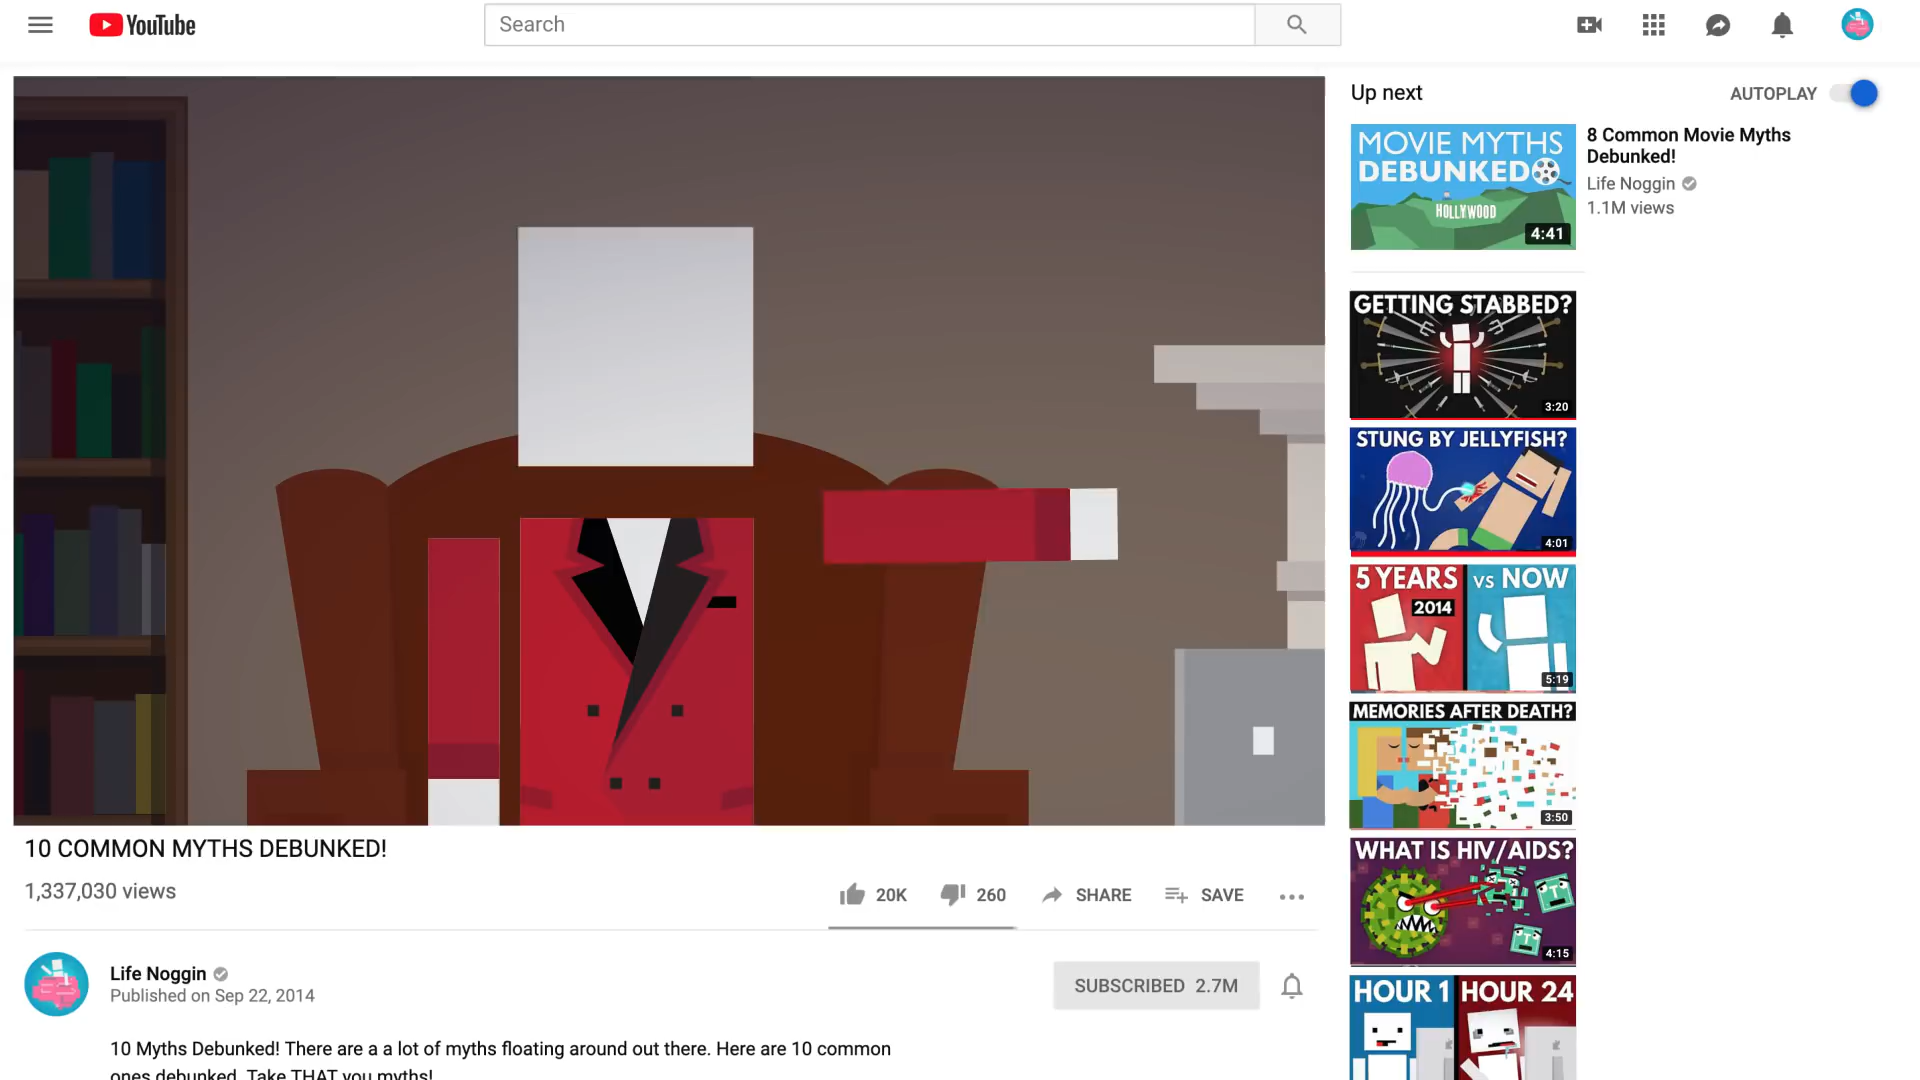 YouTube
Search
Up next
AUTOPLAY
MOVIE MYTHS
DEBUNKED
HOLLYWOOD
4:41
8 Common Movie Myths
Debunked!
Life Noggin
1.1M views
GETTING STABBED?
3:20
STUNG BY JELLYFISH?
4:01
5 YEARS vs NOW
2014
5:19
MEMORIES AFTER DEATH?
3:50
WHAT IS HIV/AIDS?
4:15
HOUR 1 HOUR 24
10 COMMON MYTHS DEBUNKED!
1,337,030 views
20K 260 SHARE SAVE
Life Noggin
Published on Sep 22, 2014
SUBSCRIBED 2.7M
10 Myths Debunked! There are a a lot of myths floating around out there. Here are 10 common
ones debunked. Take THAT you myths!